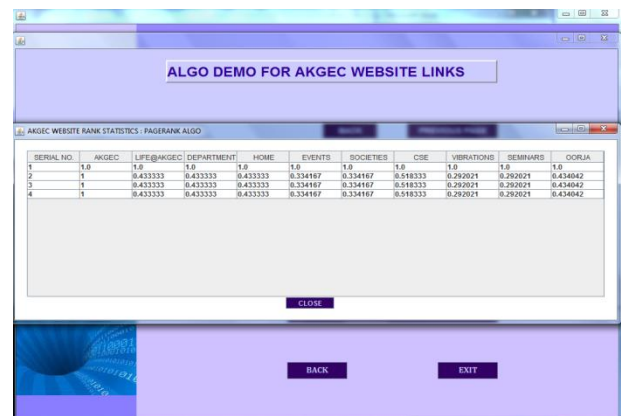 ALGO DEMO FOR AKGEC WEBSITE LINKS
AKGEC WEBSITE RANK STATISTICS : PAGERANK ALGO
BACK PREVIOUS PAGE
SERIAL NO. AKGEC LIFE@AKGEC DEPARTMENT HOME EVENTS SOCIETIES CSE VIBRATIONS SEMINARS OORJA
1 1.0 1.0 1.0 1.0 1.0 1.0 1.0 1.0 1.0 1.0
2 1 0.433333 0.433333 0.433333 0.334167 0.334167 0.518333 0.292021 0.292021 0.434042
3 1 0.433333 0.433333 0.433333 0.334167 0.334167 0.518333 0.292021 0.292021 0.434042
4 1 0.433333 0.433333 0.433333 0.334167 0.334167 0.518333 0.292021 0.292021 0.434042
CLOSE
BACK EXIT